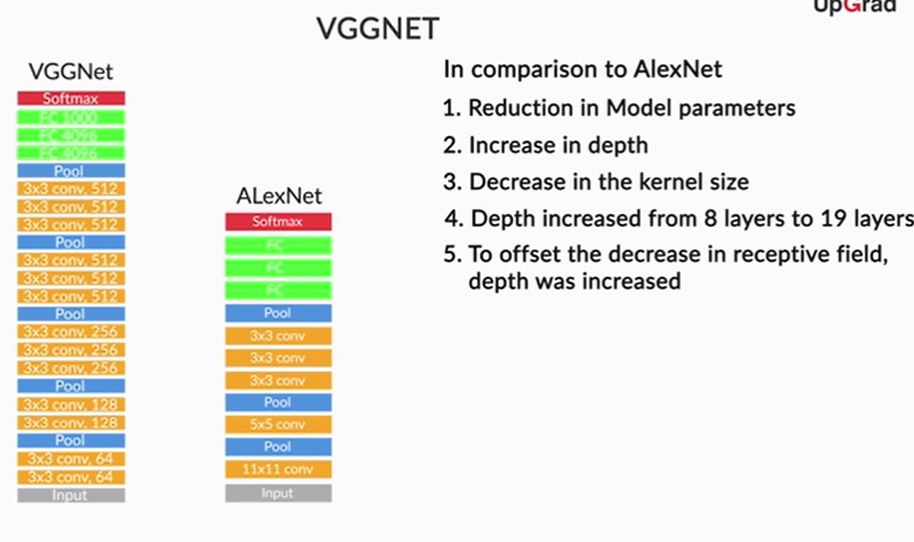 UpGrad
VGGNET
VGGNet
Softmax
FC 1000
FC 4096
FC 4096
Pool
3x3 conv, 512
3x3 conv, 512
3x3 conv, 512
Pool
3x3 conv, 512
3x3 conv, 512
3x3 conv, 512
Pool
3x3 conv, 256
3x3 conv, 256
3x3 conv, 256
Pool
3x3 conv, 128
3x3 conv, 128
Pool
3x3 conv, 64
3x3 conv, 64
Input
ALexNet
Softmax
FC
FC
FC
Pool
3x3 conv
3x3 conv
3x3 conv
Pool
5x5 conv
Pool
11x11 conv
Input
In comparison to AlexNet
1. Reduction in Model parameters
2. Increase in depth
3. Decrease in the kernel size
4. Depth increased from 8 layers to 19 layers
5. To offset the decrease in receptive field,
depth was increased